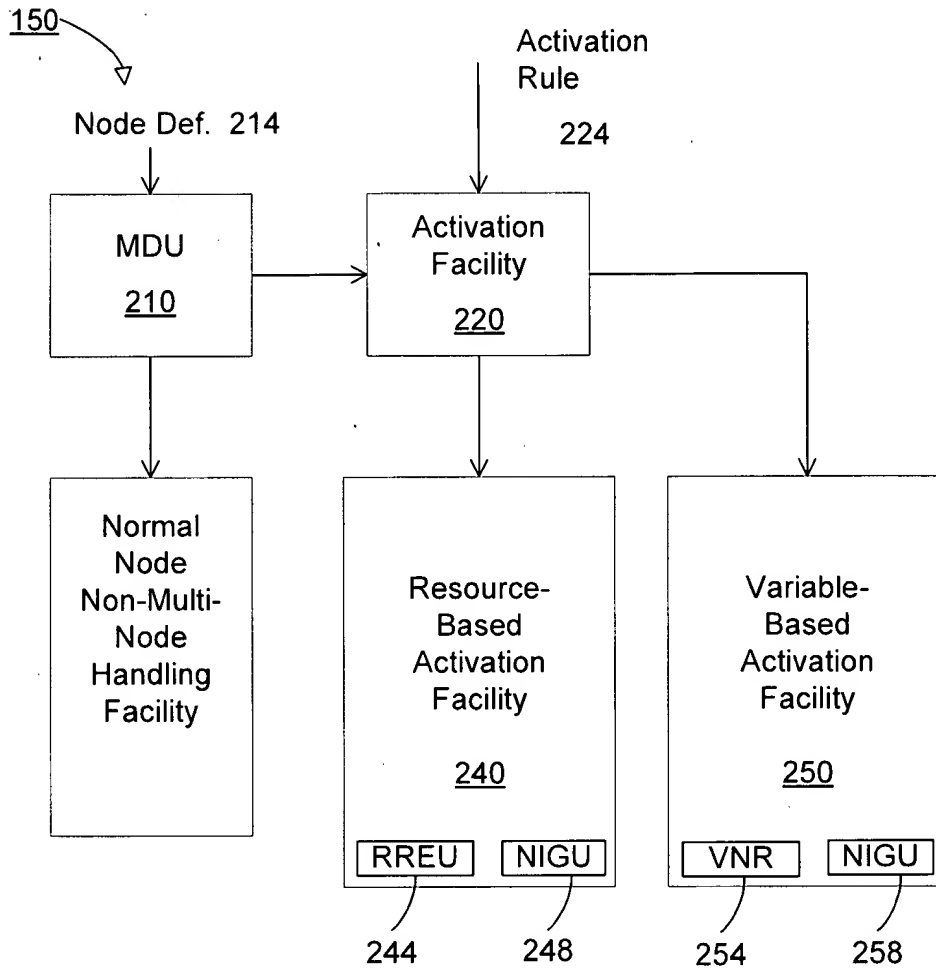 150
Node Def. 214
Activation
Rule
224
MDU
210
Activation
Facility
220
Normal
Node
Non-Multi-
Node
Handling
Facility
Resource-
Based
Activation
Facility
240
RREU
NIGU
Variable-
Based
Activation
Facility
250
VNR
NIGU
244
248
254
258